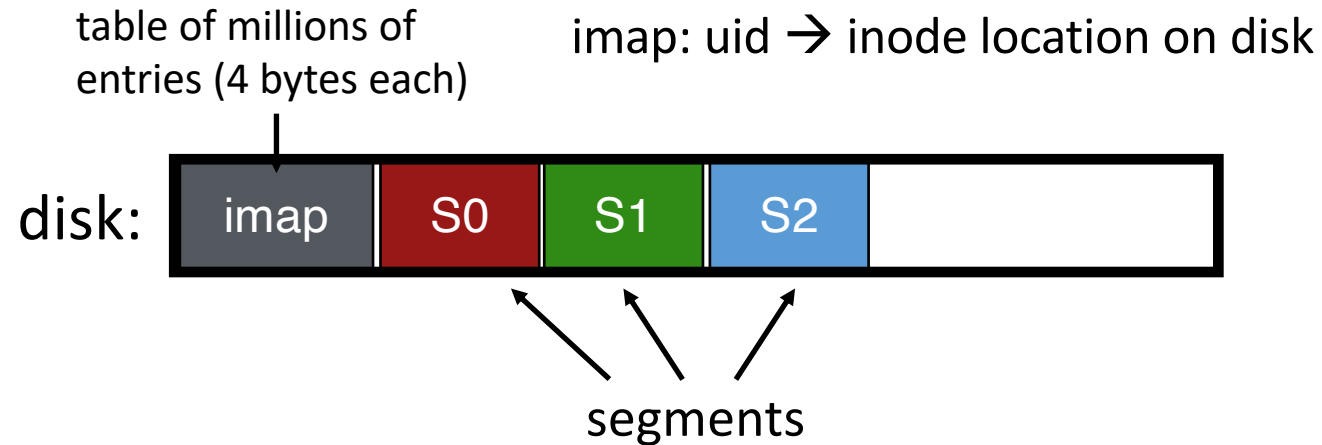 table of millions of
entries (4 bytes each)
imap: uid → inode location on disk
disk:
imap
S0
S1
S2
segments